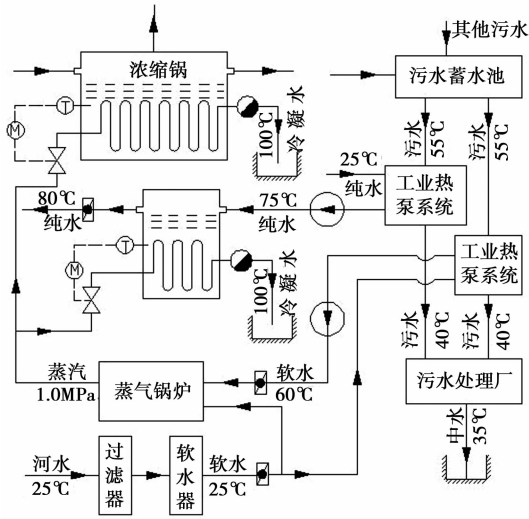 其他污水
浓缩锅
污水蓄水池
T
M
100℃
冷凝水
污水
55℃
污水
55℃
25℃
纯水
工业热
泵系统
80℃
纯水
75℃
纯水
T
M
工业热
泵系统
100℃
冷凝水
污水
40℃
污水
40℃
蒸汽
1.0MPa
蒸气锅炉
软水
60℃
污水处理厂
中水
35℃
河水
25℃
过滤器
软水器
软水
25℃